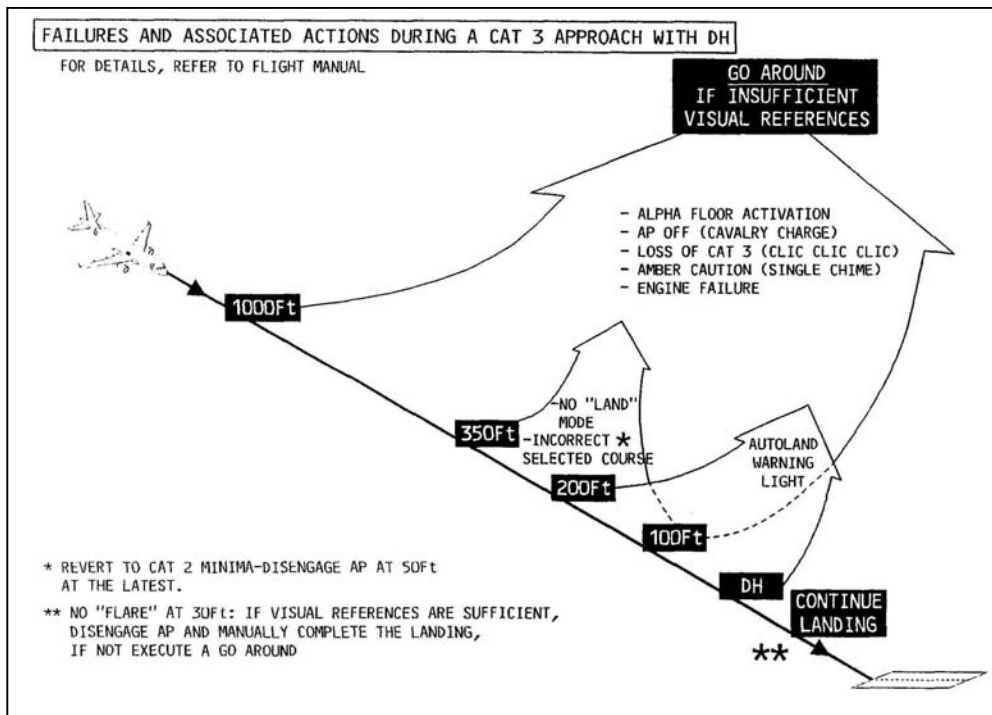 FAILURES AND ASSOCIATED ACTIONS DURING A CAT 3 APPROACH WITH DH
FOR DETAILS, REFER TO FLIGHT MANUAL
GO AROUND
IF INSUFFICIENT
VISUAL REFERENCES
- ALPHA FLOOR ACTIVATION
- AP OFF (CAVALRY CHARGE)
- LOSS OF CAT 3 (CLIC CLIC CLIC)
- AMBER CAUTION (SINGLE CHIME)
- ENGINE FAILURE
1000Ft
350Ft
-NO "LAND"
MODE
-INCORRECT *
SELECTED COURSE
200Ft
AUTOLAND
WARNING
LIGHT
100Ft
DH
CONTINUE
LANDING
**
* REVERT TO CAT 2 MINIMA-DISENGAGE AP AT 50Ft
AT THE LATEST.
** NO "FLARE" AT 30Ft: IF VISUAL REFERENCES ARE SUFFICIENT,
DISENGAGE AP AND MANUALLY COMPLETE THE LANDING,
IF NOT EXECUTE A GO AROUND